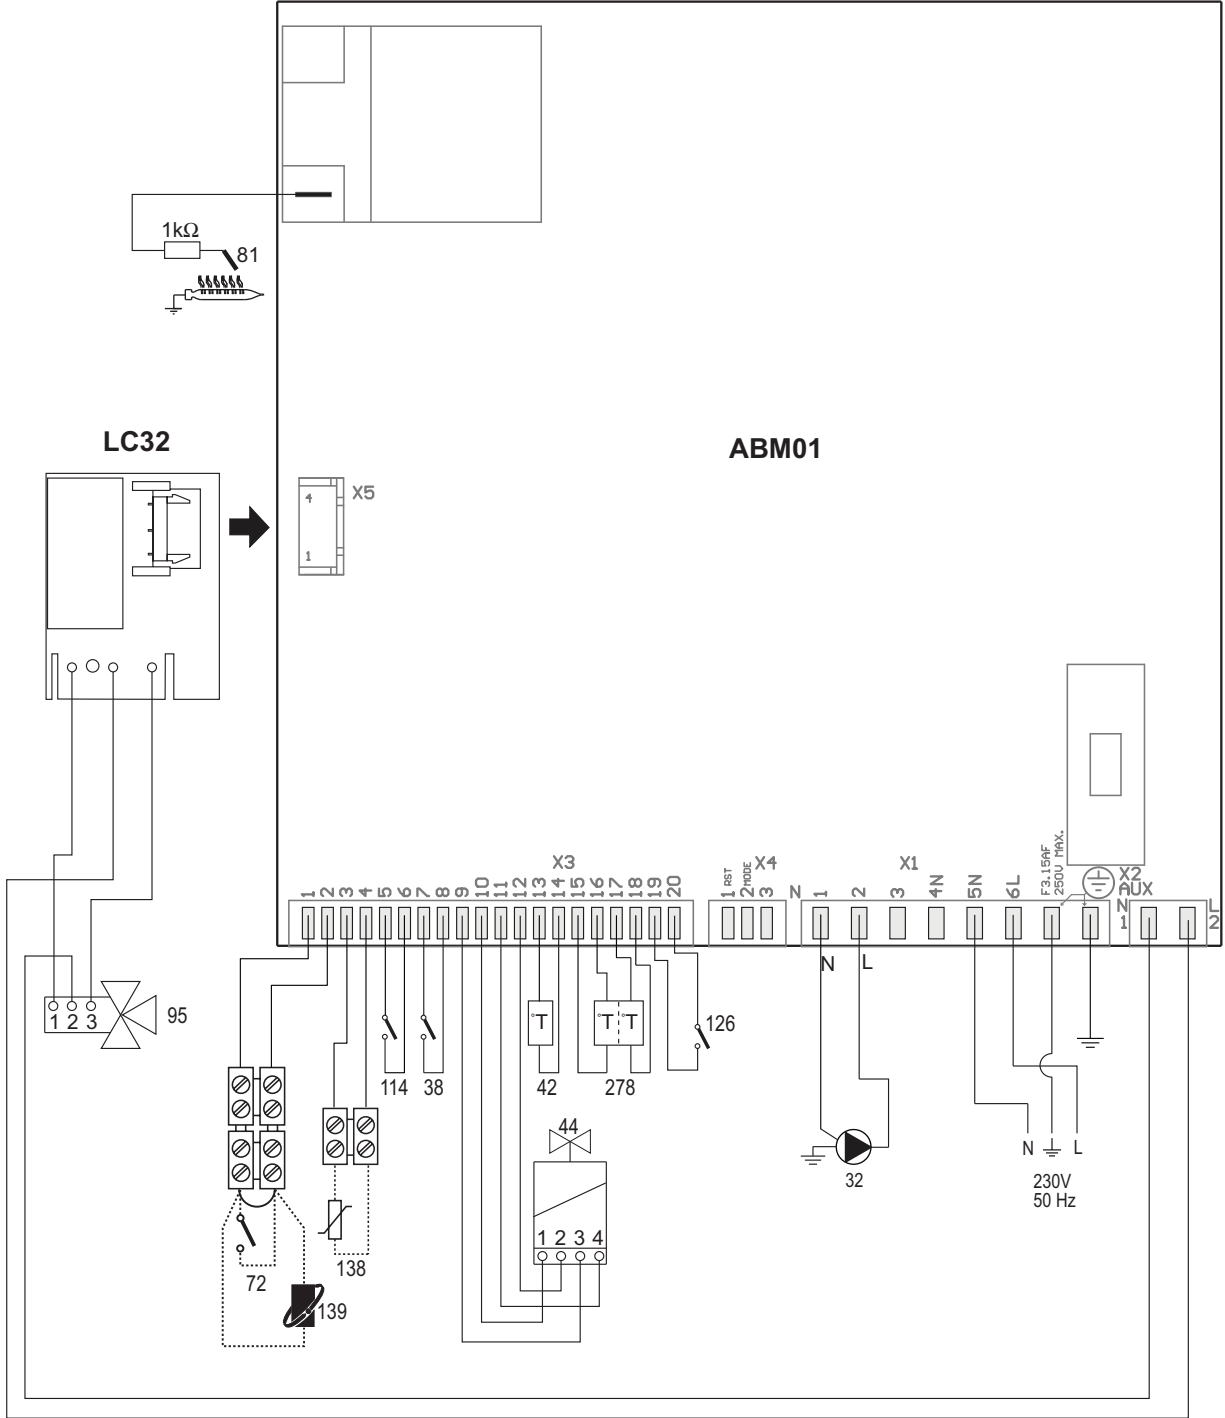 1kΩ
81
LC32
ABM01
4
X5
1
F3.15AF
250V MAX.
X3
X4
X1
X2
AUX
1 2 3 4 5 6 7 8 9 10 11 12 13 14 15 16 17 18 19 20
1 RST
2 MODE
3
N
1 2 3 4N 5N 6L
N
1
L
2
N
L
1 2 3
95
°T
°T °T
126
114
38
42
278
44
1 2 3 4
32
N
L
230V
50 Hz
72
138
139